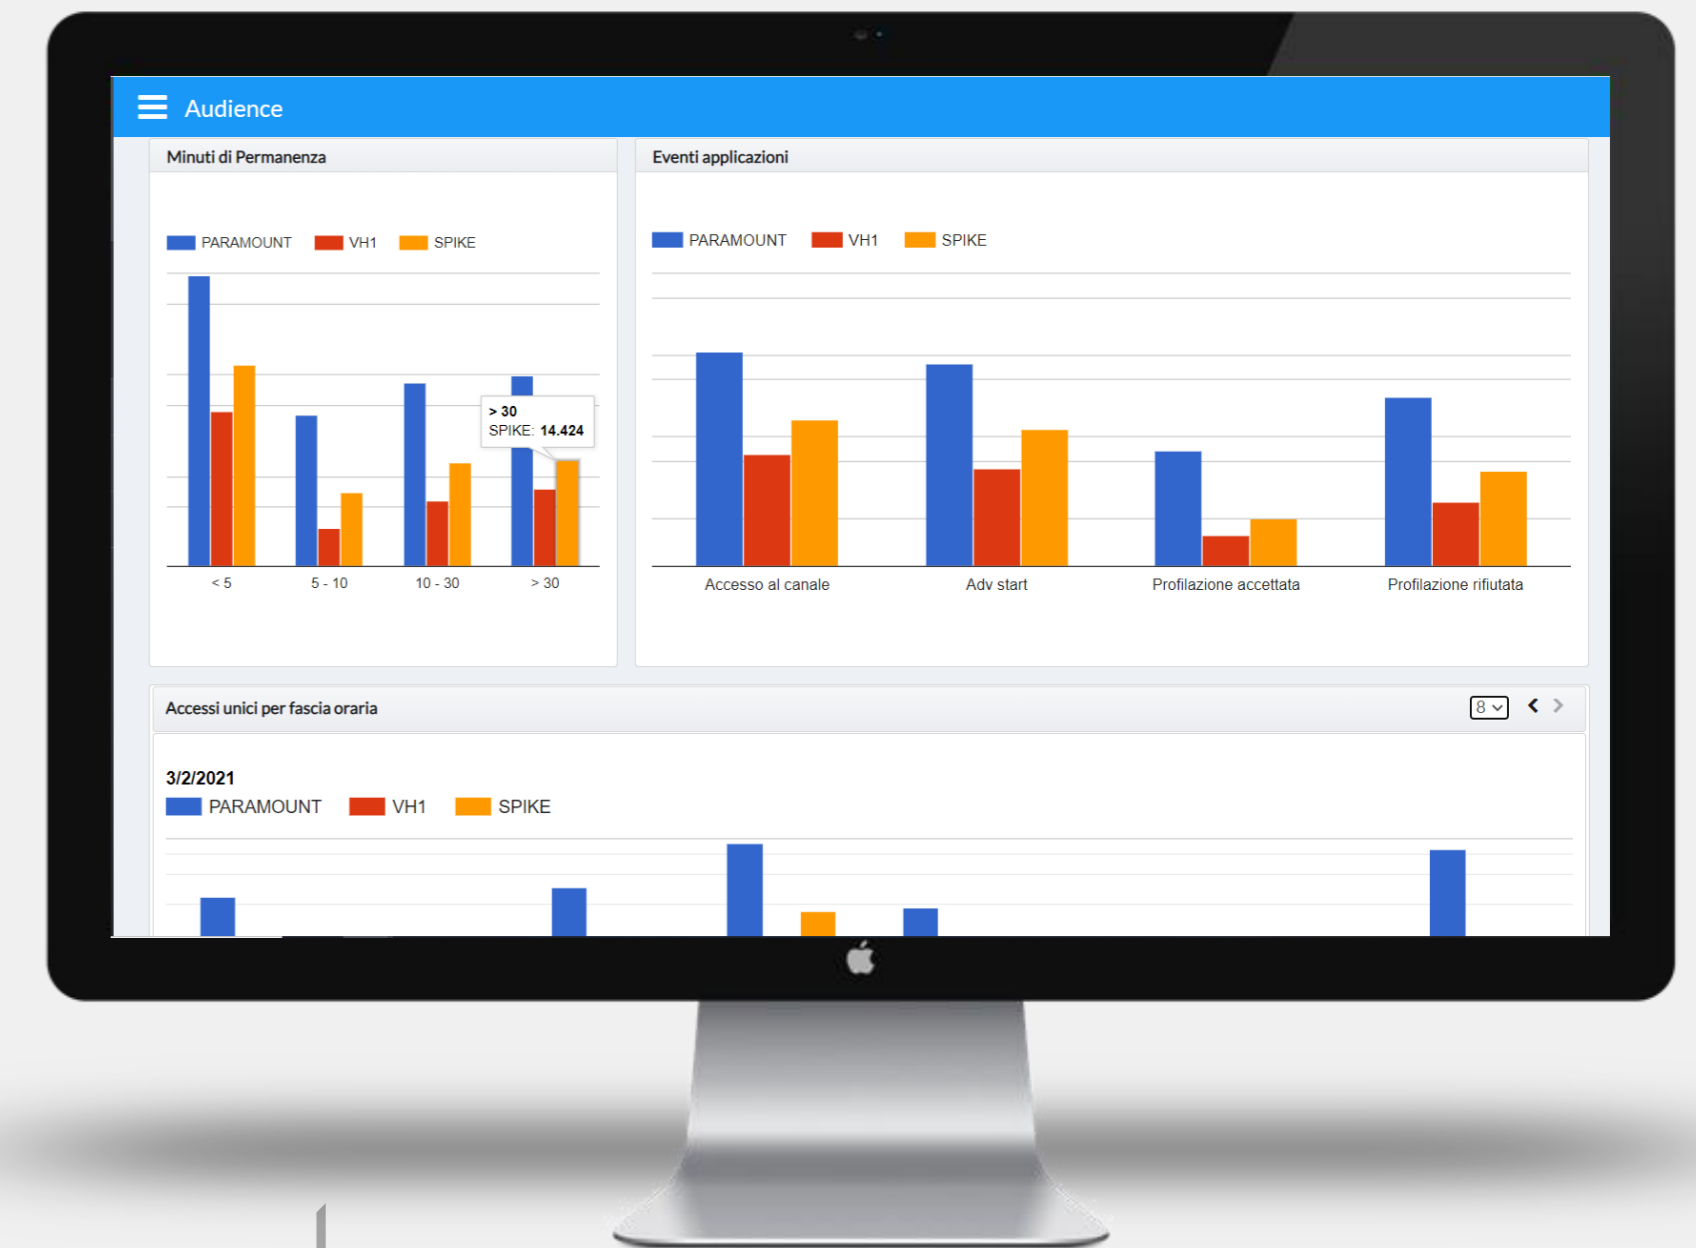 Audience
Minuti di Permanenza
PARAMOUNT VH1 SPIKE
> 30
SPIKE: 14.424
< 5 5 - 10 10 - 30 > 30
Eventi applicazioni
PARAMOUNT VH1 SPIKE
Accesso al canale Adv start Profilazione accettata Profilazione rifiutata
Accessi unici per fascia oraria 8
3/2/2021
PARAMOUNT VH1 SPIKE